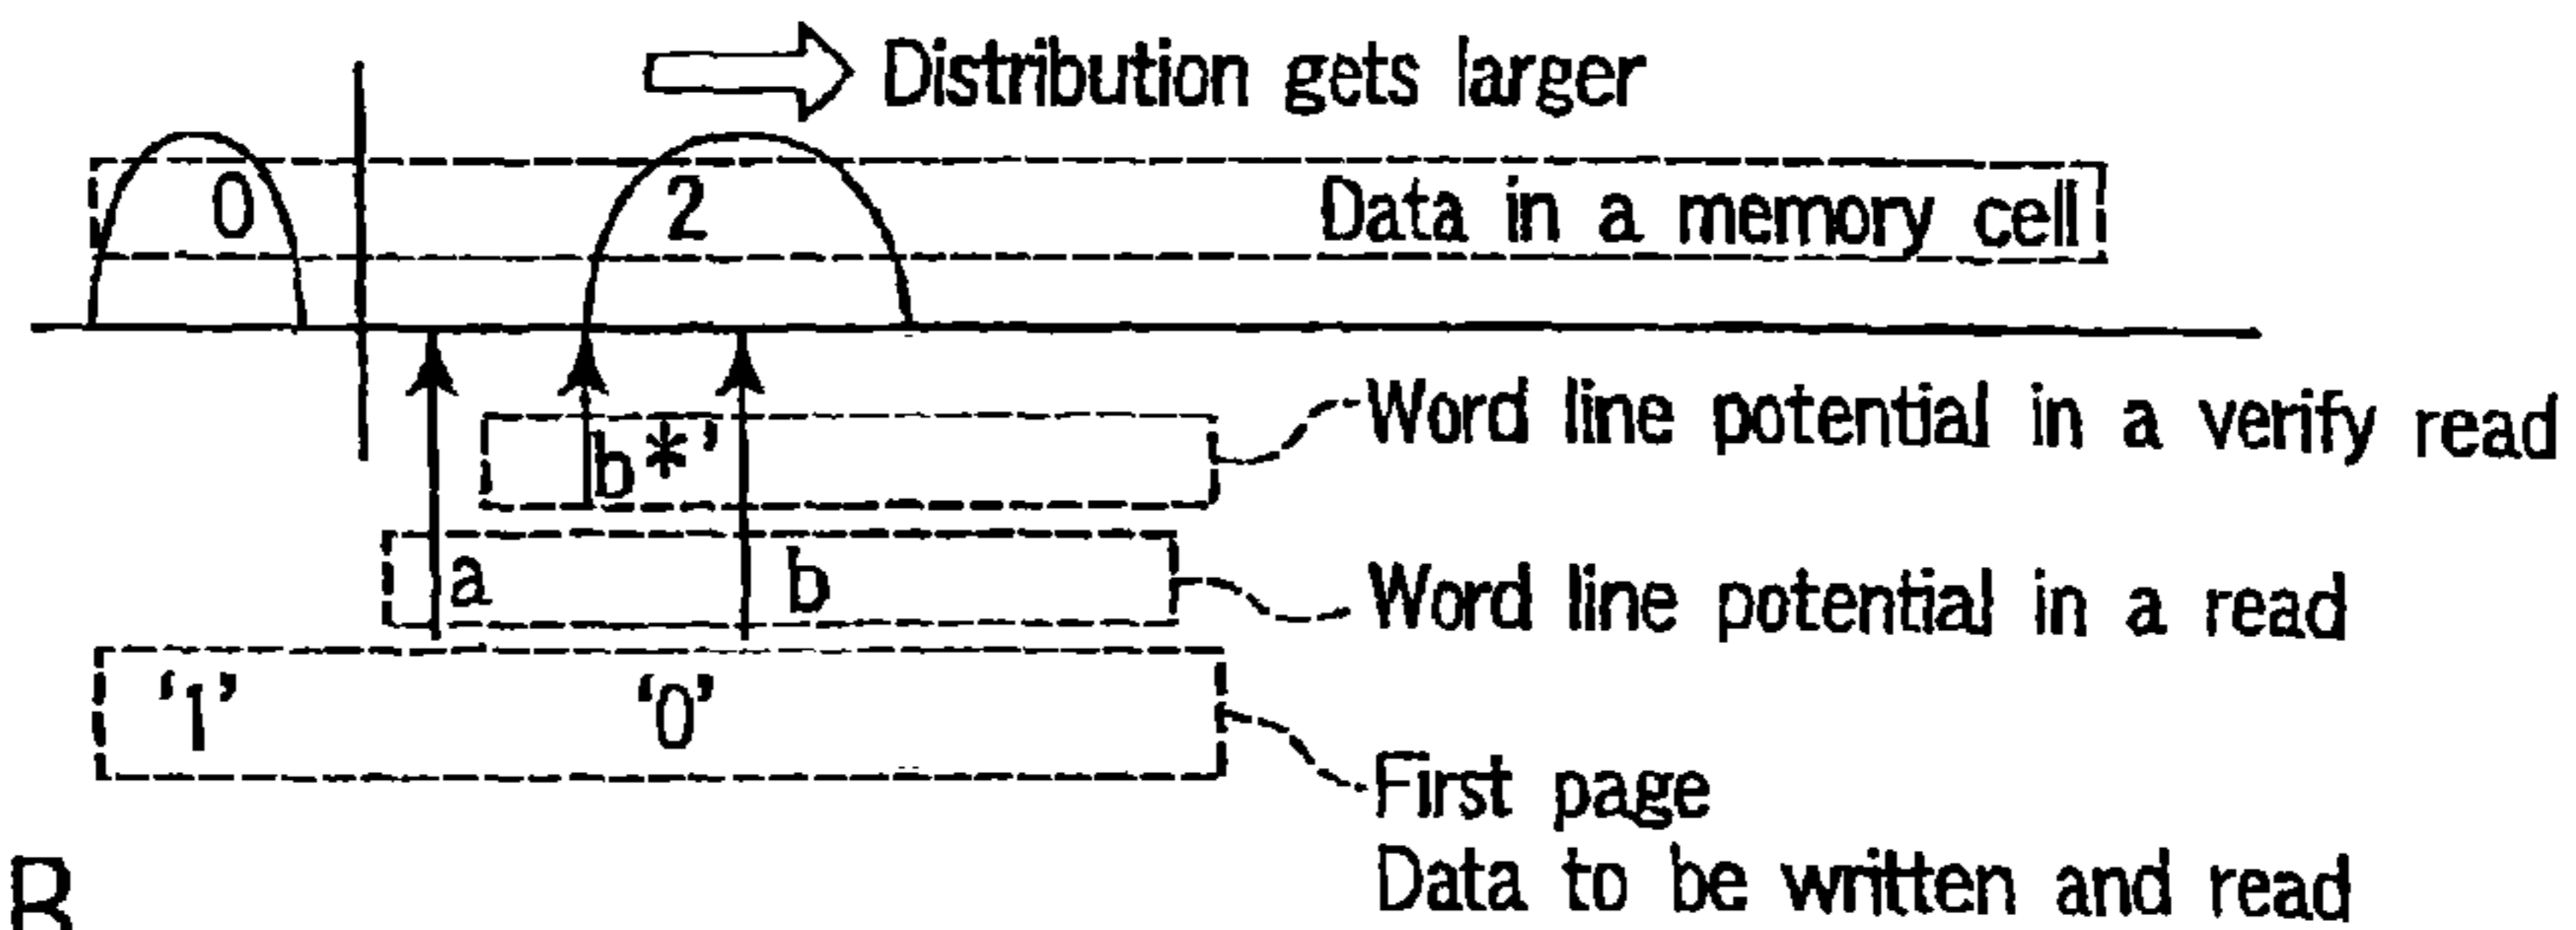 Distribution gets larger
0 2 Data in a memory cell
b*' Word line potential in a verify read
a b Word line potential in a read
'1' '0'
First page
Data to be written and read